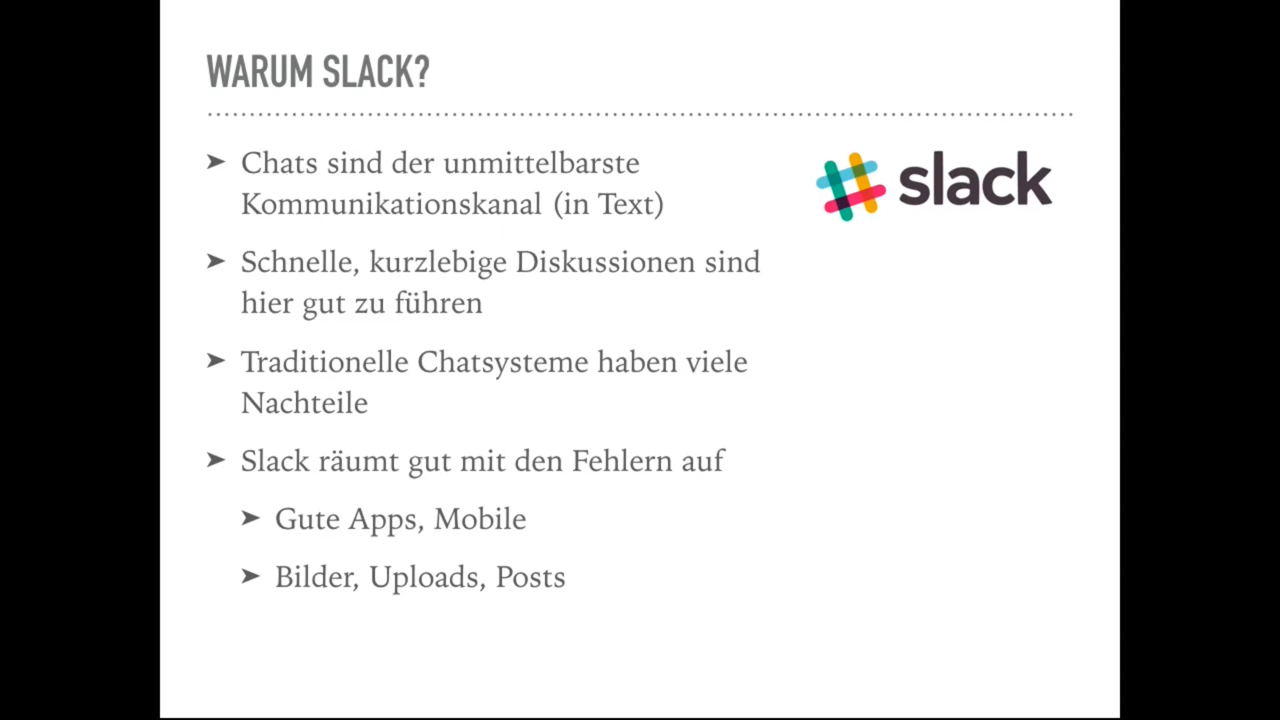 WARUM SLACK?
➤ Chats sind der unmittelbarste
Kommunikationskanal (in Text)
slack
➤ Schnelle, kurzlebige Diskussionen sind
hier gut zu führen
➤ Traditionelle Chatsysteme haben viele
Nachteile
➤ Slack räumt gut mit den Fehlern auf
➤ Gute Apps, Mobile
➤ Bilder, Uploads, Posts